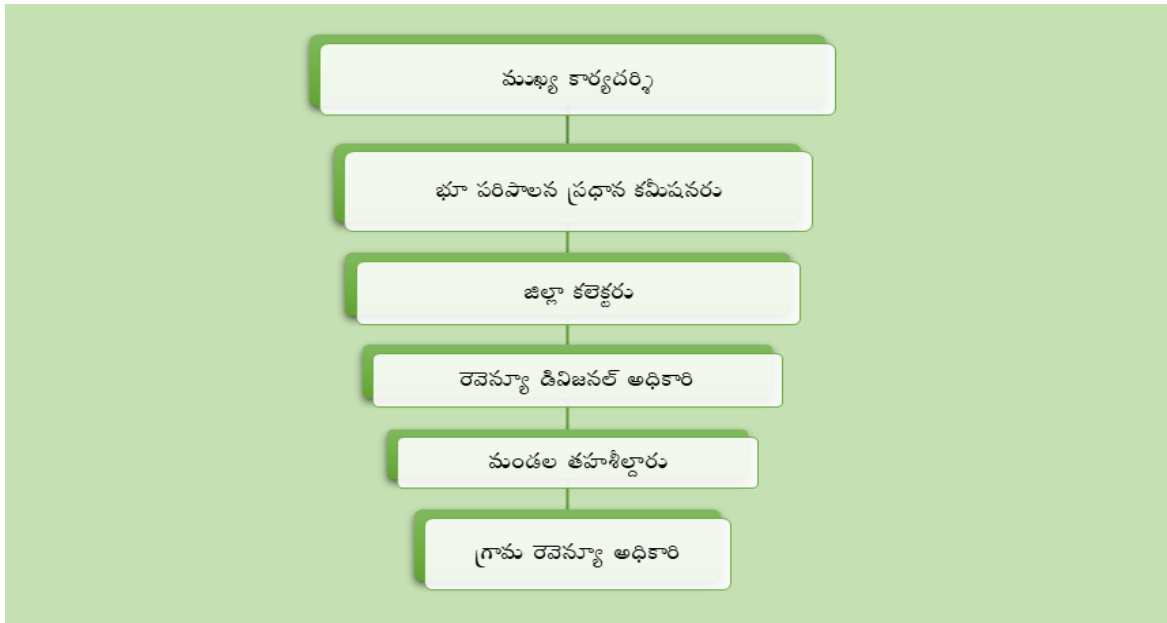 ముఖ్య కార్యదర్శి
భూ పరిపాలన ప్రధాన కమీషనరు
జిల్లా కలెక్టరు
రెవెన్యూ డివిజనల్ అధికారి
మండల తహశీల్దారు
గ్రామ రెవెన్యూ అధికారి